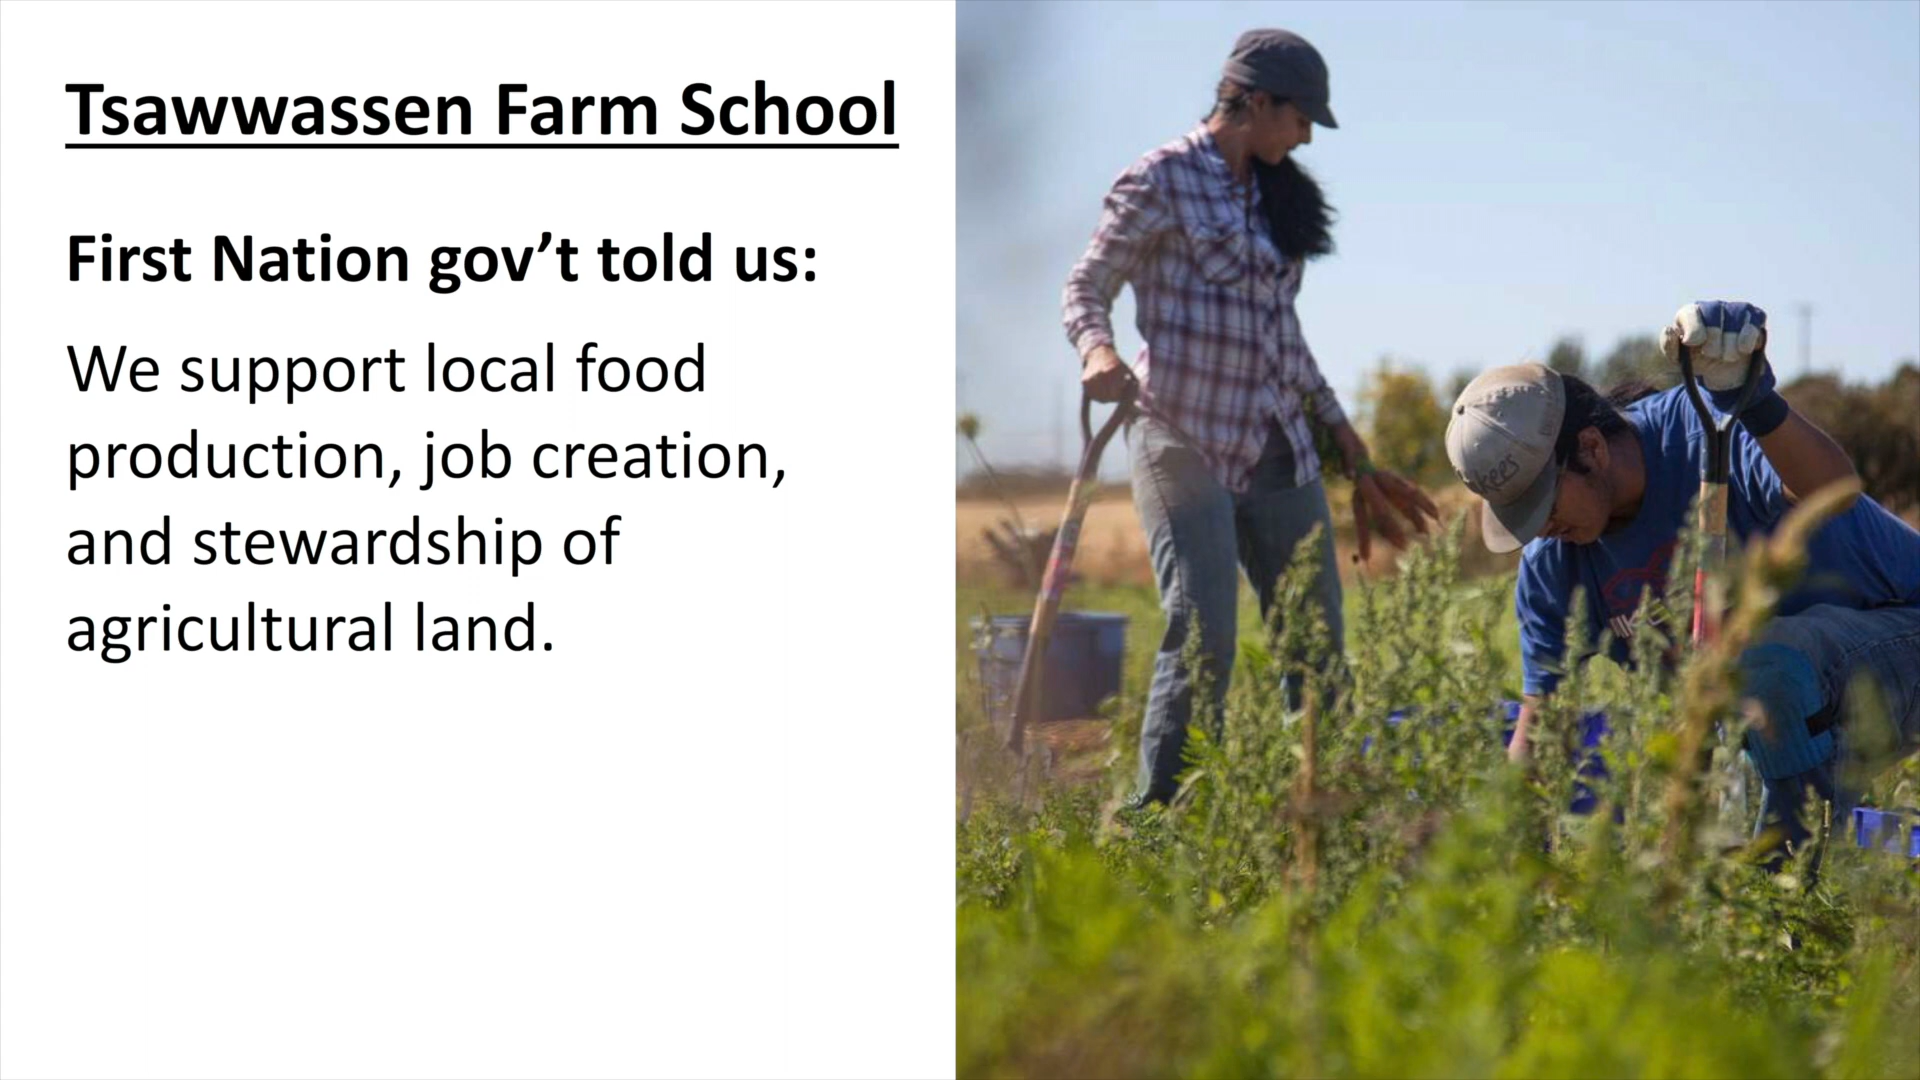 Tsawwassen Farm School
First Nation gov’t told us:
We support local food
production, job creation,
and stewardship of
agricultural land.